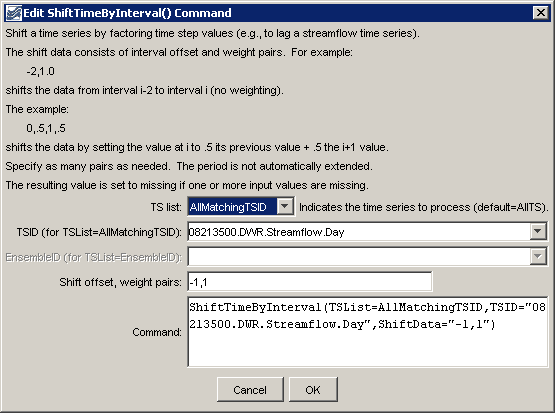 Edit ShiftTimeByInterval() Command
Shift a time series by factoring time step values (e.g., to lag a streamflow time series).
The shift data consists of interval offset and weight pairs.  For example:
-2,1.0
shifts the data from interval i-2 to interval i (no weighting).
The example:
0,.5,1,.5
shifts the data by setting the value at i to .5 its previous value + .5 the i+1 value.
Specify as many pairs as needed.  The period is not automatically extended.
The resulting value is set to missing if one or more input values are missing.
TS list: AllMatchingTSID Indicates the time series to process (default=AllTS).
TSID (for TSList=AllMatchingTSID): 08213500.DWR.Streamflow.Day
EnsembleID (for TSList=EnsembleID):
Shift offset, weight pairs: -1,1
ShiftTimeByInterval(TSList=AllMatchingTSID,TSID="08
213500.DWR.Streamflow.Day",ShiftData="-1,1")
Command:
Cancel OK